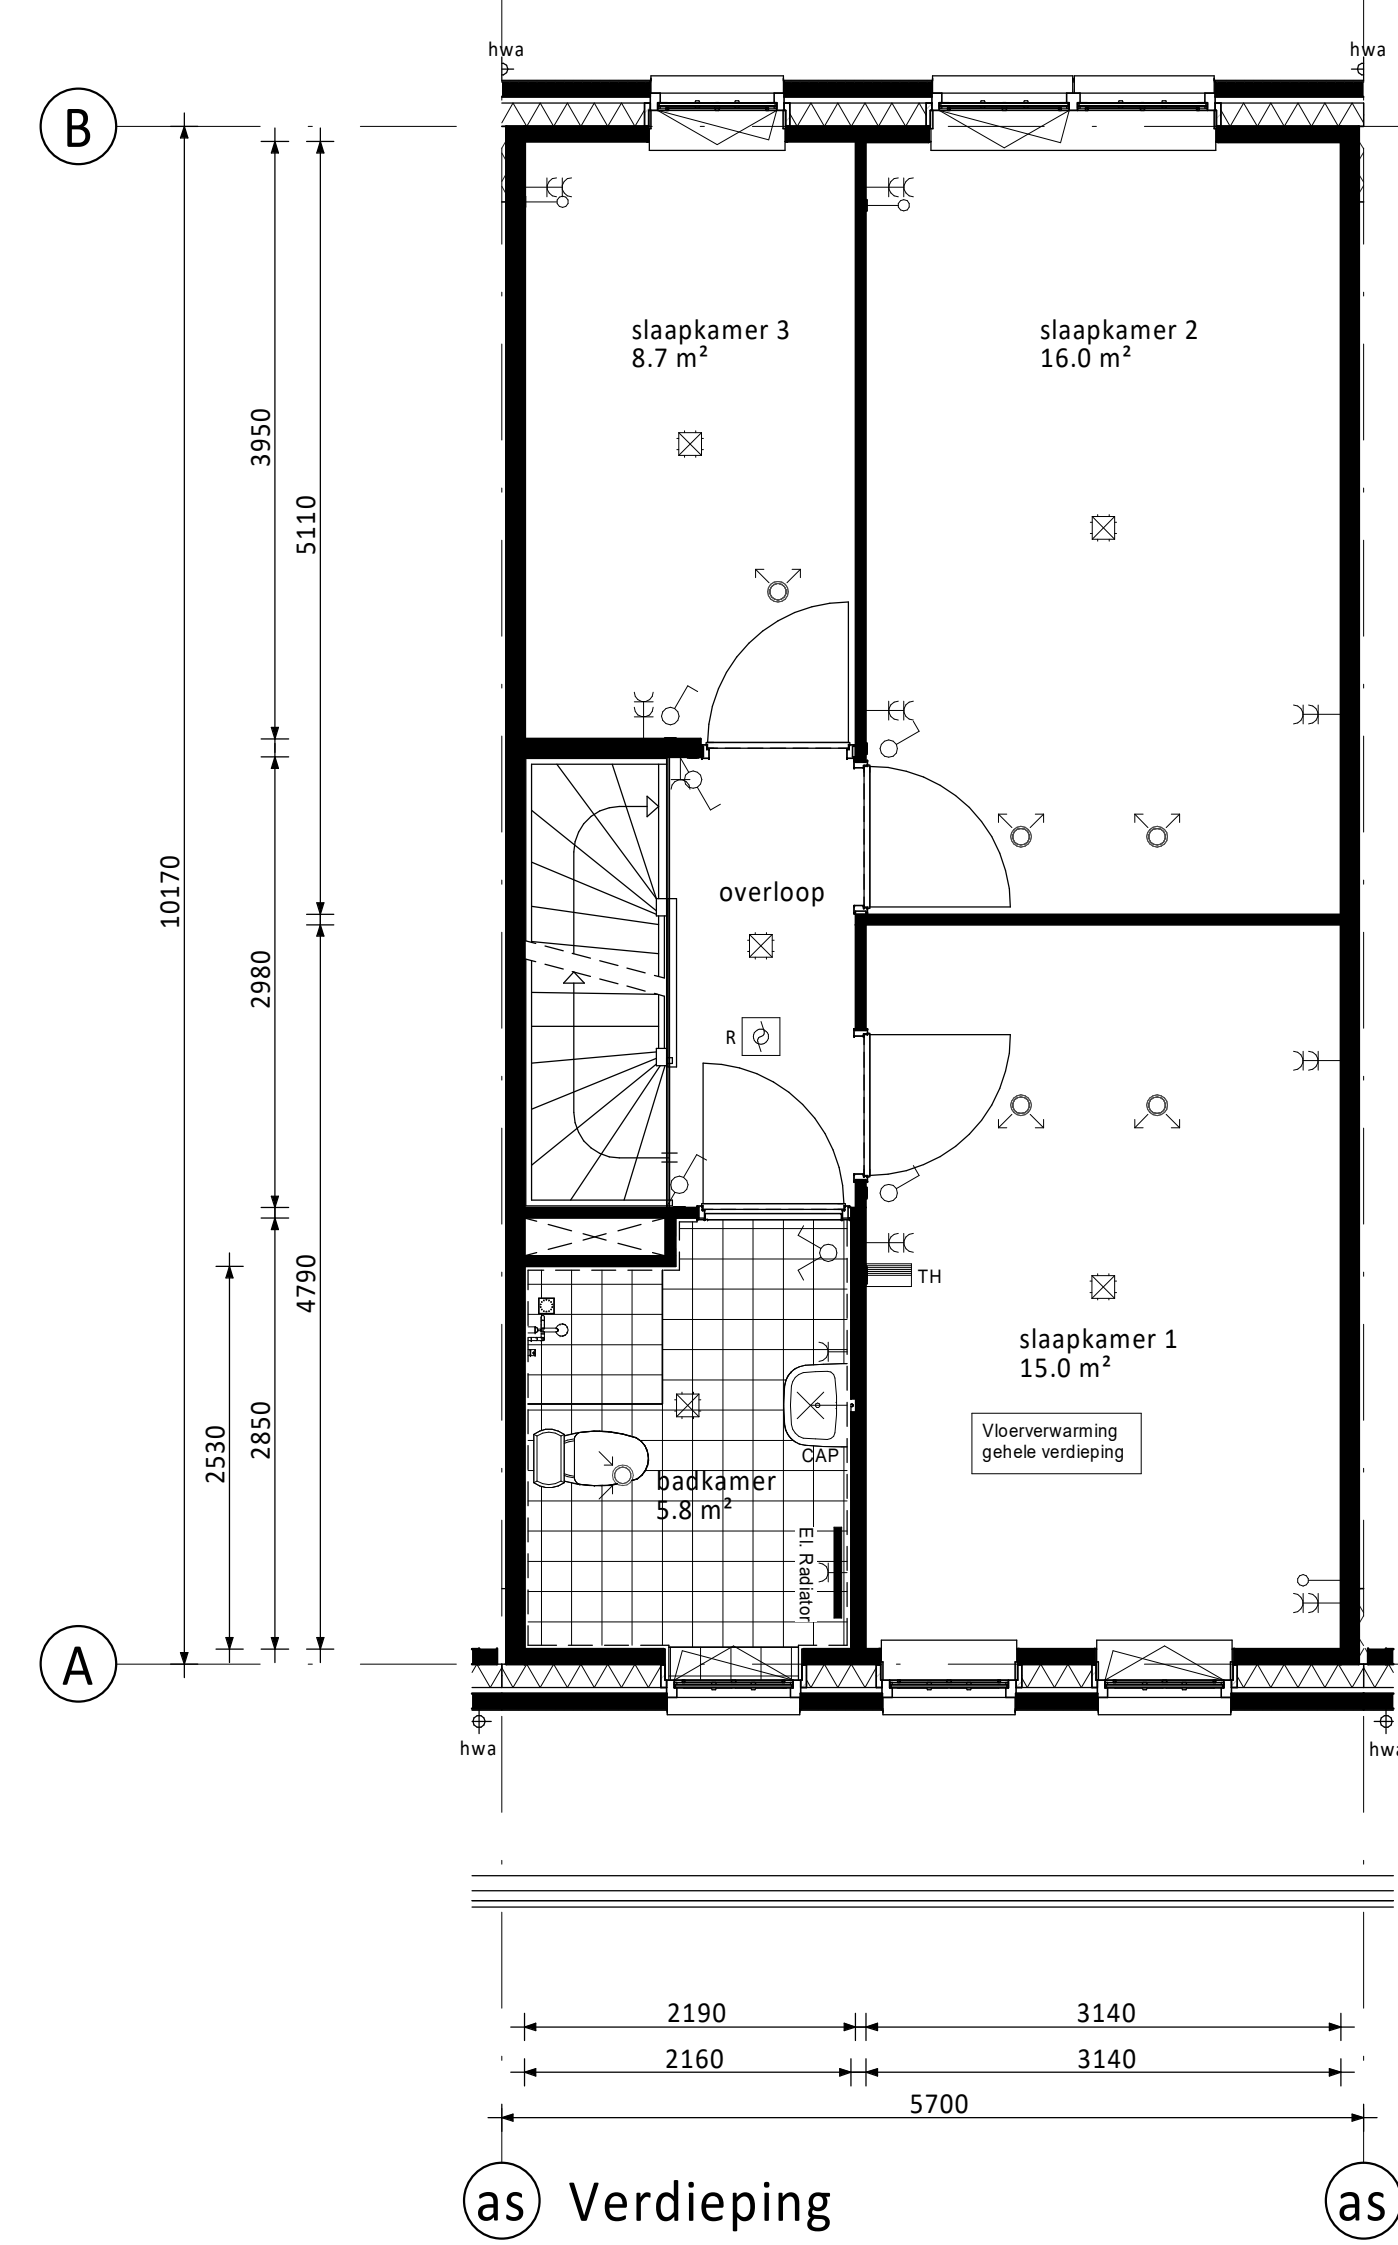 hwa
hwa
B
slaapkamer 3
8.7 m²
slaapkamer 2
16.0 m²
3950
5110
10170
overloop
2980
R
TH
4790
slaapkamer 1
15.0 m²
2850
2530
Vloerverwarming
gehele verdieping
CAP
badkamer
5.8 m²
El. Radiator
A
hwa
hwa
2190
3140
2160
3140
5700
as
Verdieping
as